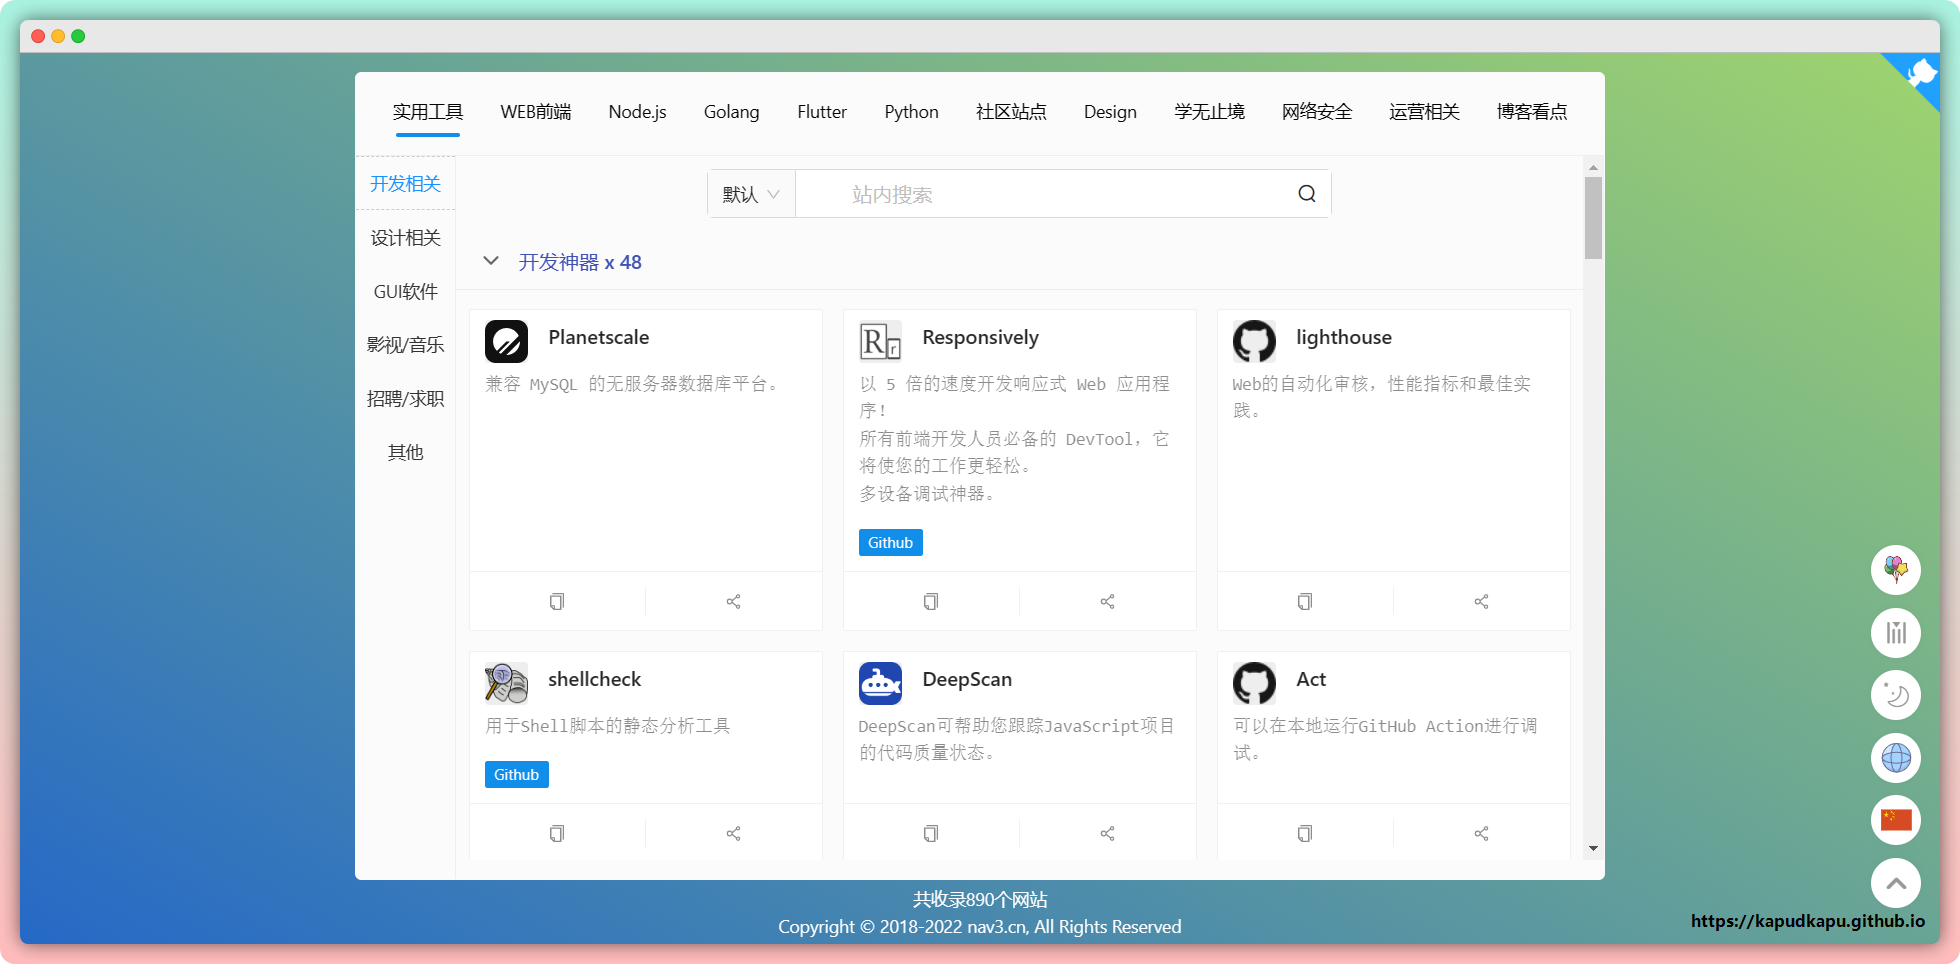 实用工具 WEB前端 Node.js Golang Flutter Python 社区站点 Design 学无止境 网络安全 运营相关 博客看点
开发相关
设计相关
GUI软件
影视/音乐
招聘/求职
其他
默认 站内搜索
开发神器 x 48
Planetscale
兼容 MySQL 的无服务器数据库平台。
Responsively
以 5 倍的速度开发响应式 Web 应用程
序!
所有前端开发人员必备的 DevTool，它
将使您的工作更轻松。
多设备调试神器。
Github
lighthouse
Web的自动化审核，性能指标和最佳实
践。
shellcheck
用于Shell脚本的静态分析工具
Github
DeepScan
DeepScan可帮助您跟踪JavaScript项目
的代码质量状态。
Act
可以在本地运行GitHub Action进行调
试。
共收录890个网站
Copyright © 2018-2022 nav3.cn, All Rights Reserved
https://kapudkapu.github.io